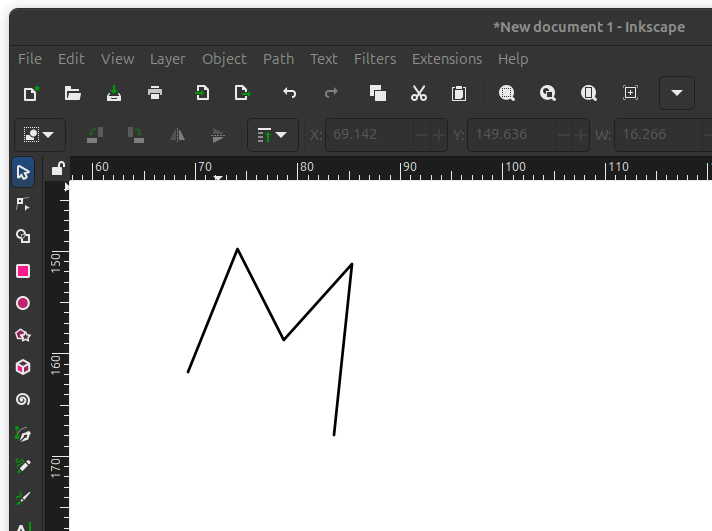 *New document 1 - Inkscape
File Edit View Layer Object Path Text Filters Extensions Help
X: 69.142 Y: 149.636 W: 16.266
60 70 80 90 100 110
150
160
170